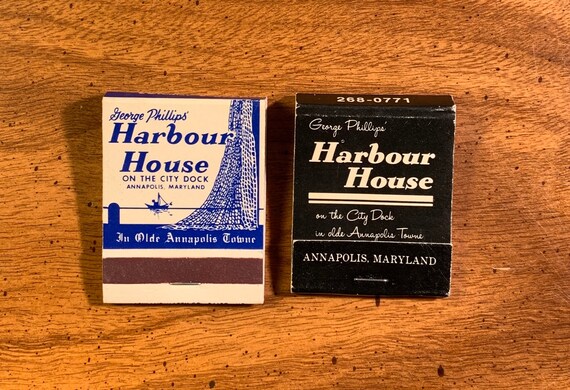 George Phillips'
Harbour
House
ON THE CITY DOCK
ANNAPOLIS, MARYLAND
In Olde Annapolis Towne
268-0771
George Phillips'
Harbour
House
on the City Dock
in olde Annapolis Towne
ANNAPOLIS, MARYLAND